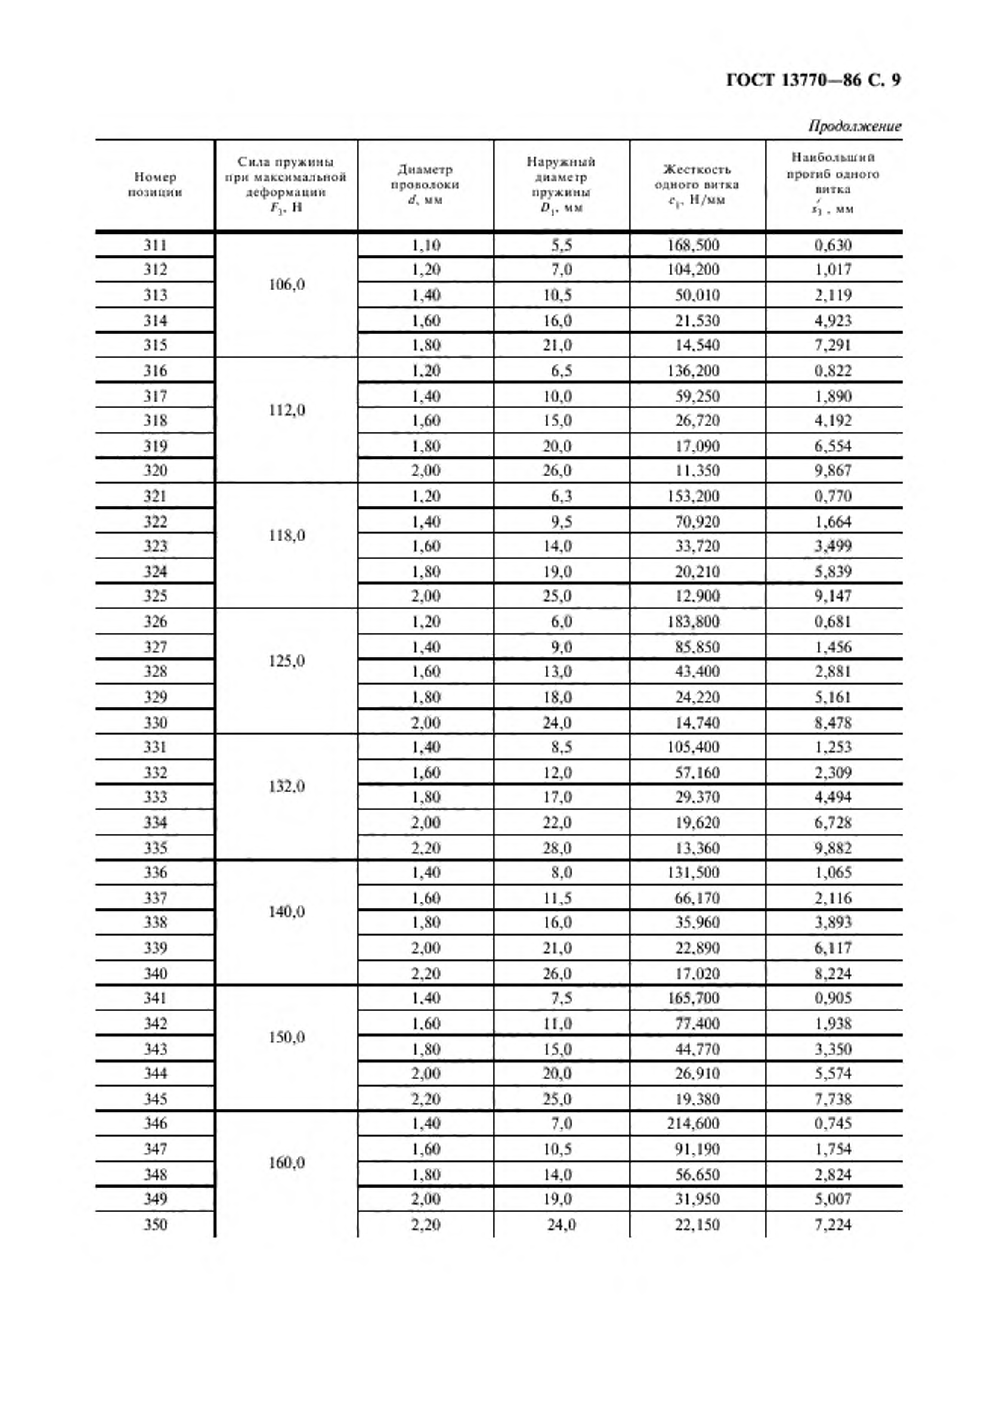 ГОСТ 13770—86 С. 9
Продолжение
Номер позиции | Сила пружины при максимальной деформации F₃, Н | Диаметр проволоки d, мм | Наружный диаметр пружины D₁, мм | Жесткость одного витка c₁, Н/мм | Наибольший прогиб одного витка s′₃, мм
311 | 106,0 | 1,10 | 5,5 | 168,500 | 0,630
312 | 1,20 | 7,0 | 104,200 | 1,017
313 | 1,40 | 10,5 | 50,010 | 2,119
314 | 1,60 | 16,0 | 21,530 | 4,923
315 | 1,80 | 21,0 | 14,540 | 7,291
316 | 112,0 | 1,20 | 6,5 | 136,200 | 0,822
317 | 1,40 | 10,0 | 59,250 | 1,890
318 | 1,60 | 15,0 | 26,720 | 4,192
319 | 1,80 | 20,0 | 17,090 | 6,554
320 | 2,00 | 26,0 | 11,350 | 9,867
321 | 118,0 | 1,20 | 6,3 | 153,200 | 0,770
322 | 1,40 | 9,5 | 70,920 | 1,664
323 | 1,60 | 14,0 | 33,720 | 3,499
324 | 1,80 | 19,0 | 20,210 | 5,839
325 | 2,00 | 25,0 | 12,900 | 9,147
326 | 125,0 | 1,20 | 6,0 | 183,800 | 0,681
327 | 1,40 | 9,0 | 85,850 | 1,456
328 | 1,60 | 13,0 | 43,400 | 2,881
329 | 1,80 | 18,0 | 24,220 | 5,161
330 | 2,00 | 24,0 | 14,740 | 8,478
331 | 132,0 | 1,40 | 8,5 | 105,400 | 1,253
332 | 1,60 | 12,0 | 57,160 | 2,309
333 | 1,80 | 17,0 | 29,370 | 4,494
334 | 2,00 | 22,0 | 19,620 | 6,728
335 | 2,20 | 28,0 | 13,360 | 9,882
336 | 140,0 | 1,40 | 8,0 | 131,500 | 1,065
337 | 1,60 | 11,5 | 66,170 | 2,116
338 | 1,80 | 16,0 | 35,960 | 3,893
339 | 2,00 | 21,0 | 22,890 | 6,117
340 | 2,20 | 26,0 | 17,020 | 8,224
341 | 150,0 | 1,40 | 7,5 | 165,700 | 0,905
342 | 1,60 | 11,0 | 77,400 | 1,938
343 | 1,80 | 15,0 | 44,770 | 3,350
344 | 2,00 | 20,0 | 26,910 | 5,574
345 | 2,20 | 25,0 | 19,380 | 7,738
346 | 160,0 | 1,40 | 7,0 | 214,600 | 0,745
347 | 1,60 | 10,5 | 91,190 | 1,754
348 | 1,80 | 14,0 | 56,650 | 2,824
349 | 2,00 | 19,0 | 31,950 | 5,007
350 | 2,20 | 24,0 | 22,150 | 7,224